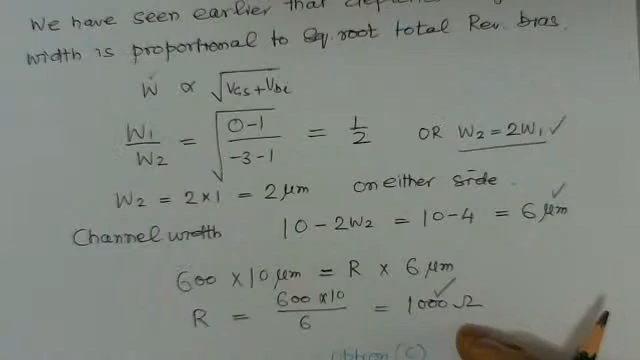 We have seen earlier that depletion
width is proportional to Sq root total Rev. bias.
W ∝ √(VGS + Vbi)
W1/W2 = √((0-1)/(-3-1)) = 1/2 OR W2 = 2W1 ✓
W2 = 2 × 1 = 2 μm on either side.
Channel width 10 - 2W2 = 10 - 4 = 6 μm ✓
600 × 10 μm = R × 6 μm
R = (600 × 10)/6 = 1000 Ω ✓